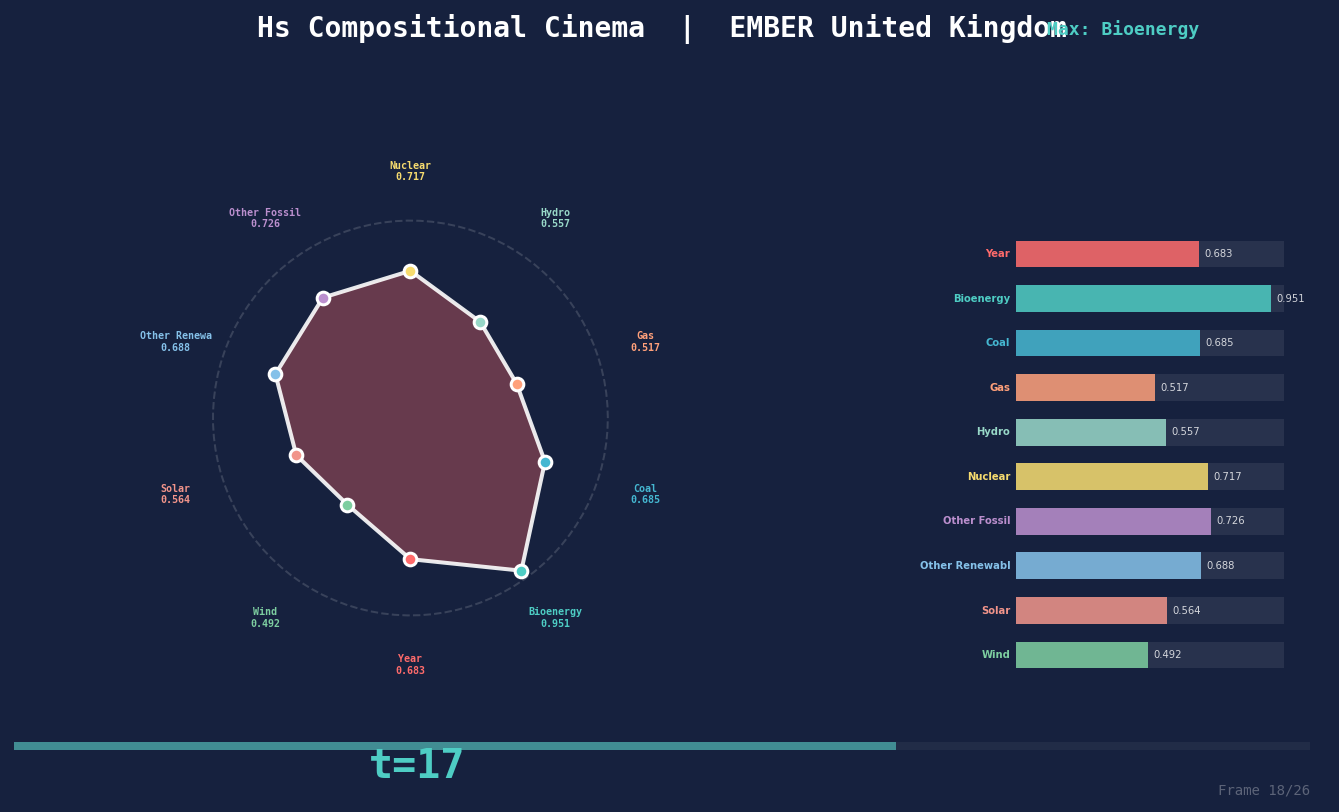 Hs Compositional Cinema | EMBER United Kingdom
Max: Bioenergy
Nuclear
0.717
Other Fossil
0.726
Hydro
0.557
Other Renewa
0.688
Gas
0.517
Solar
0.564
Coal
0.685
Wind
0.492
Bioenergy
0.951
Year
0.683
Year 0.683
Bioenergy 0.951
Coal 0.685
Gas 0.517
Hydro 0.557
Nuclear 0.717
Other Fossil 0.726
Other Renewabl 0.688
Solar 0.564
Wind 0.492
t=17
Frame 18/26